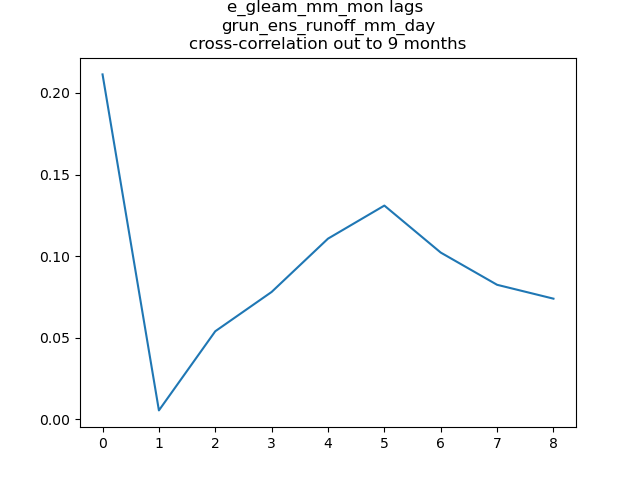 e_gleam_mm_mon lags
grun_ens_runoff_mm_day
cross-correlation out to 9 months
0.20
0.15
0.10
0.05
0.00
0 1 2 3 4 5 6 7 8